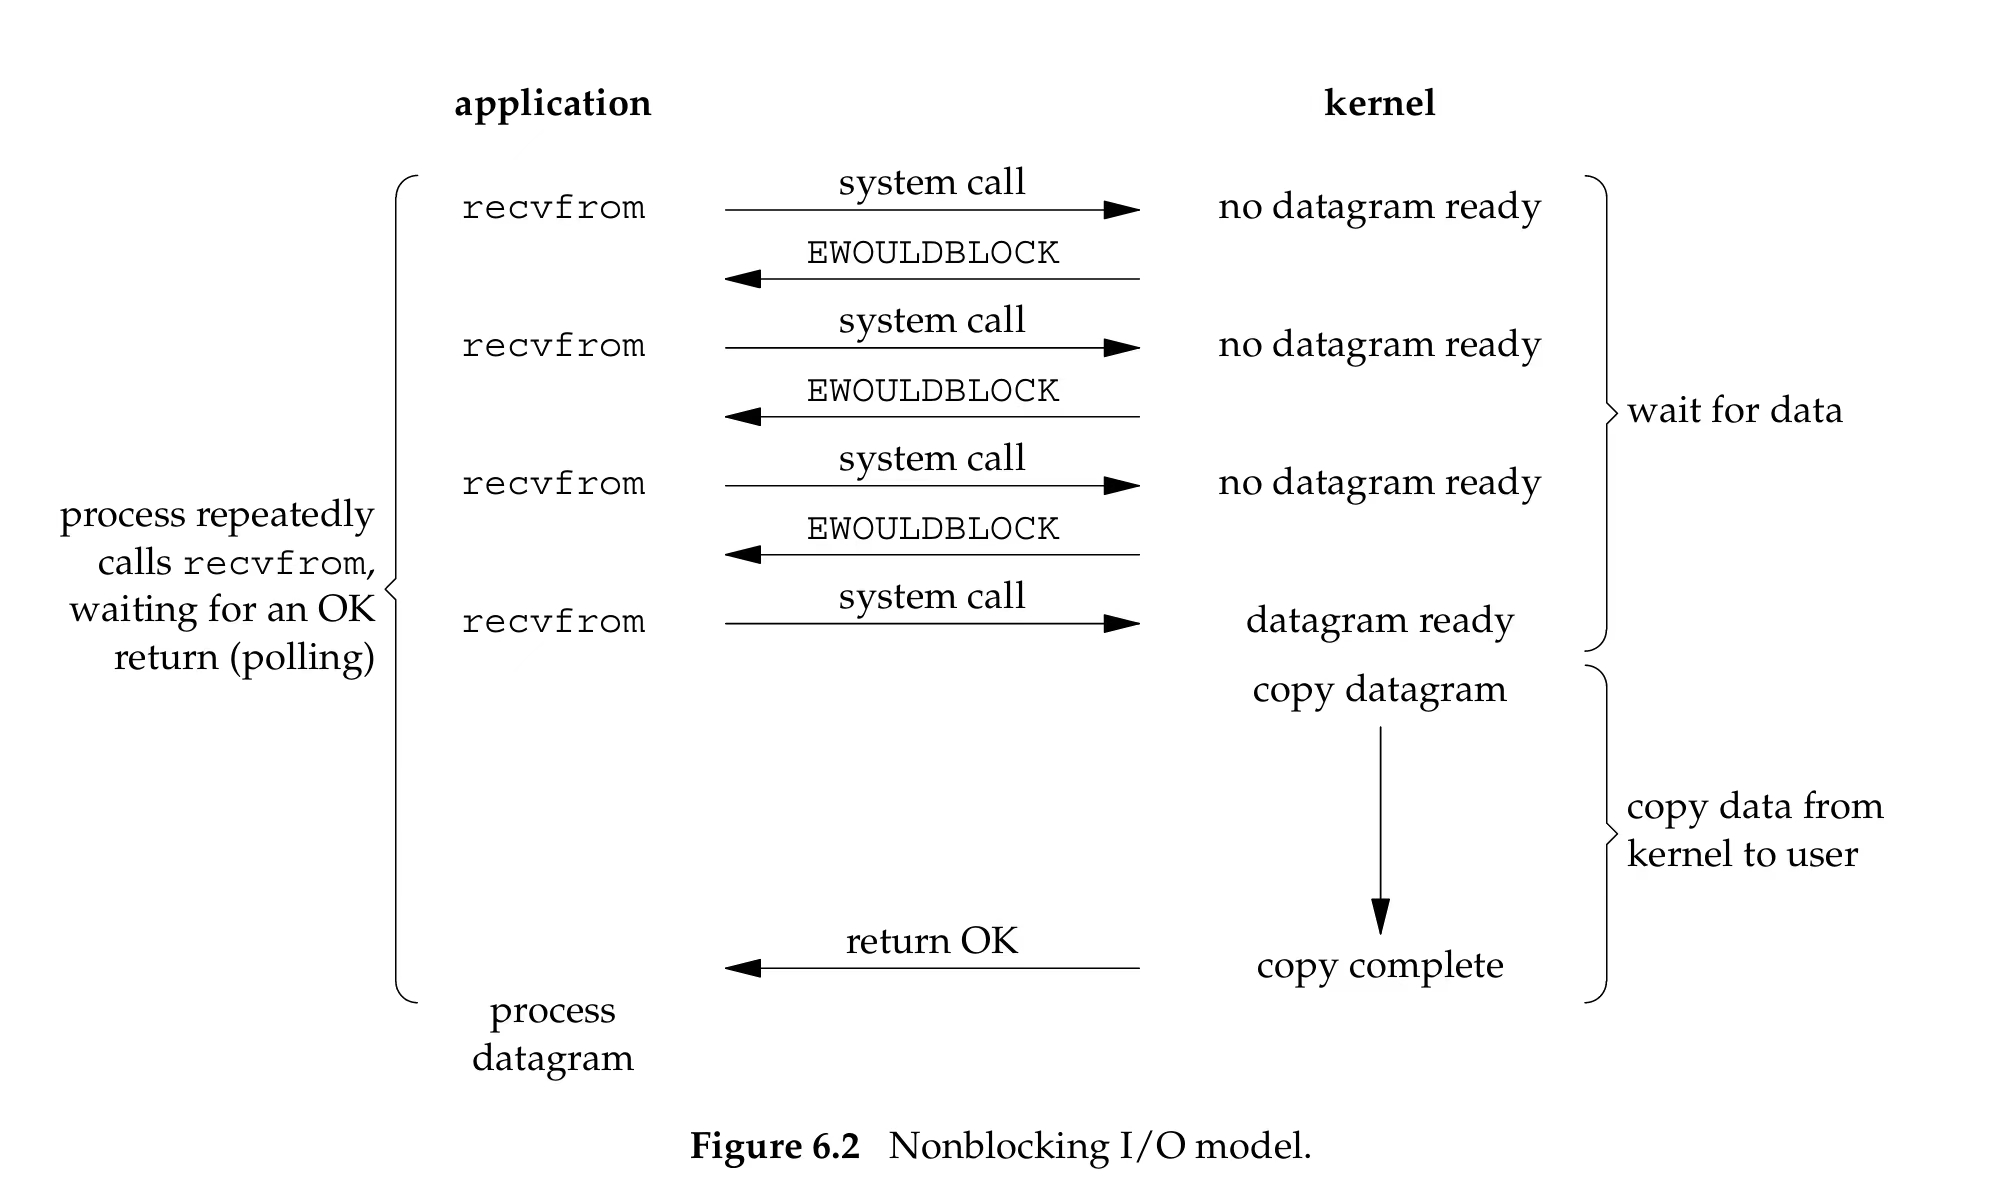 application
kernel
recvfrom
system call
no datagram ready
EWOULDBLOCK
recvfrom
system call
no datagram ready
EWOULDBLOCK
recvfrom
system call
no datagram ready
EWOULDBLOCK
recvfrom
system call
datagram ready
wait for data
process repeatedly
calls recvfrom,
waiting for an OK
return (polling)
copy datagram
copy data from
kernel to user
return OK
copy complete
process
datagram
Figure 6.2 Nonblocking I/O model.